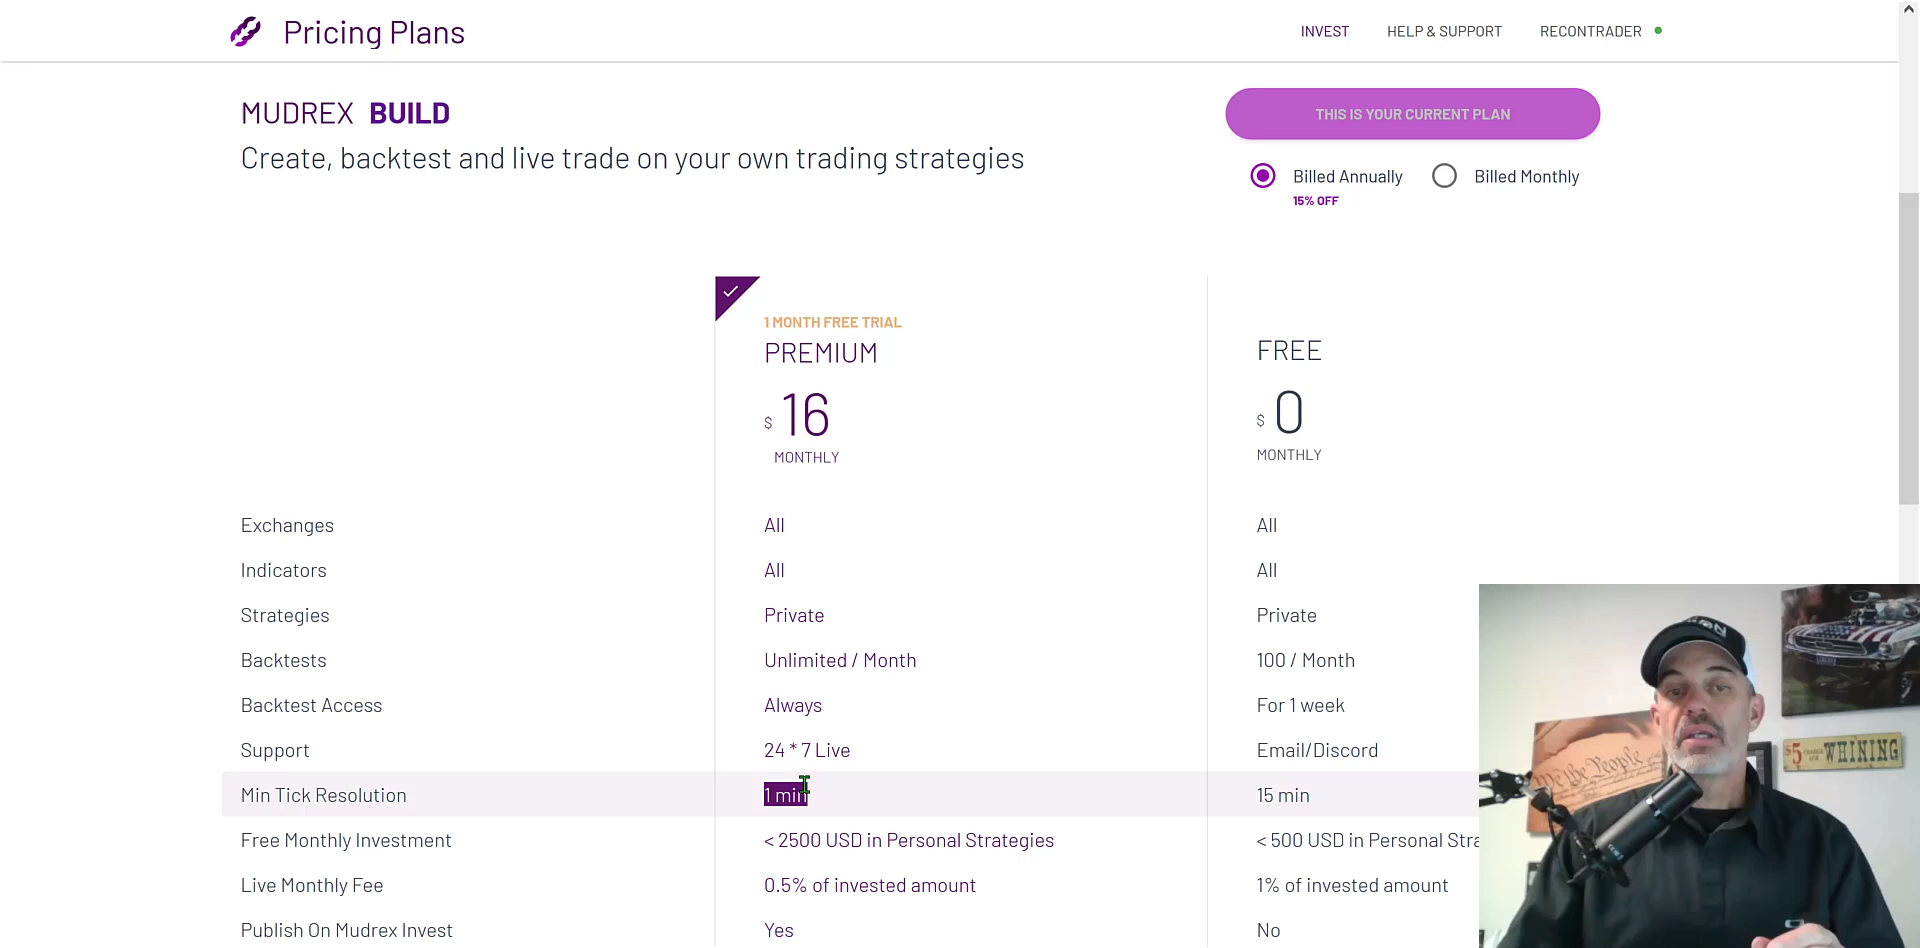 Pricing Plans
INVEST
HELP & SUPPORT
RECONTRADER
MUDREX BUILD
THIS IS YOUR CURRENT PLAN
Create, backtest and live trade on your own trading strategies
Billed Annually
Billed Monthly
15% OFF
1 MONTH FREE TRIAL
PREMIUM
FREE
$ 16
$ 0
MONTHLY
MONTHLY
Exchanges
All
All
Indicators
All
All
Strategies
Private
Private
Backtests
Unlimited / Month
100 / Month
Backtest Access
Always
For 1 week
Support
24 * 7 Live
Email/Discord
Min Tick Resolution
1 min
15 min
Free Monthly Investment
< 2500 USD in Personal Strategies
< 500 USD in Personal Stra
Live Monthly Fee
0.5% of invested amount
1% of invested amount
Publish On Mudrex Invest
Yes
No
We the People
$5
WHINING